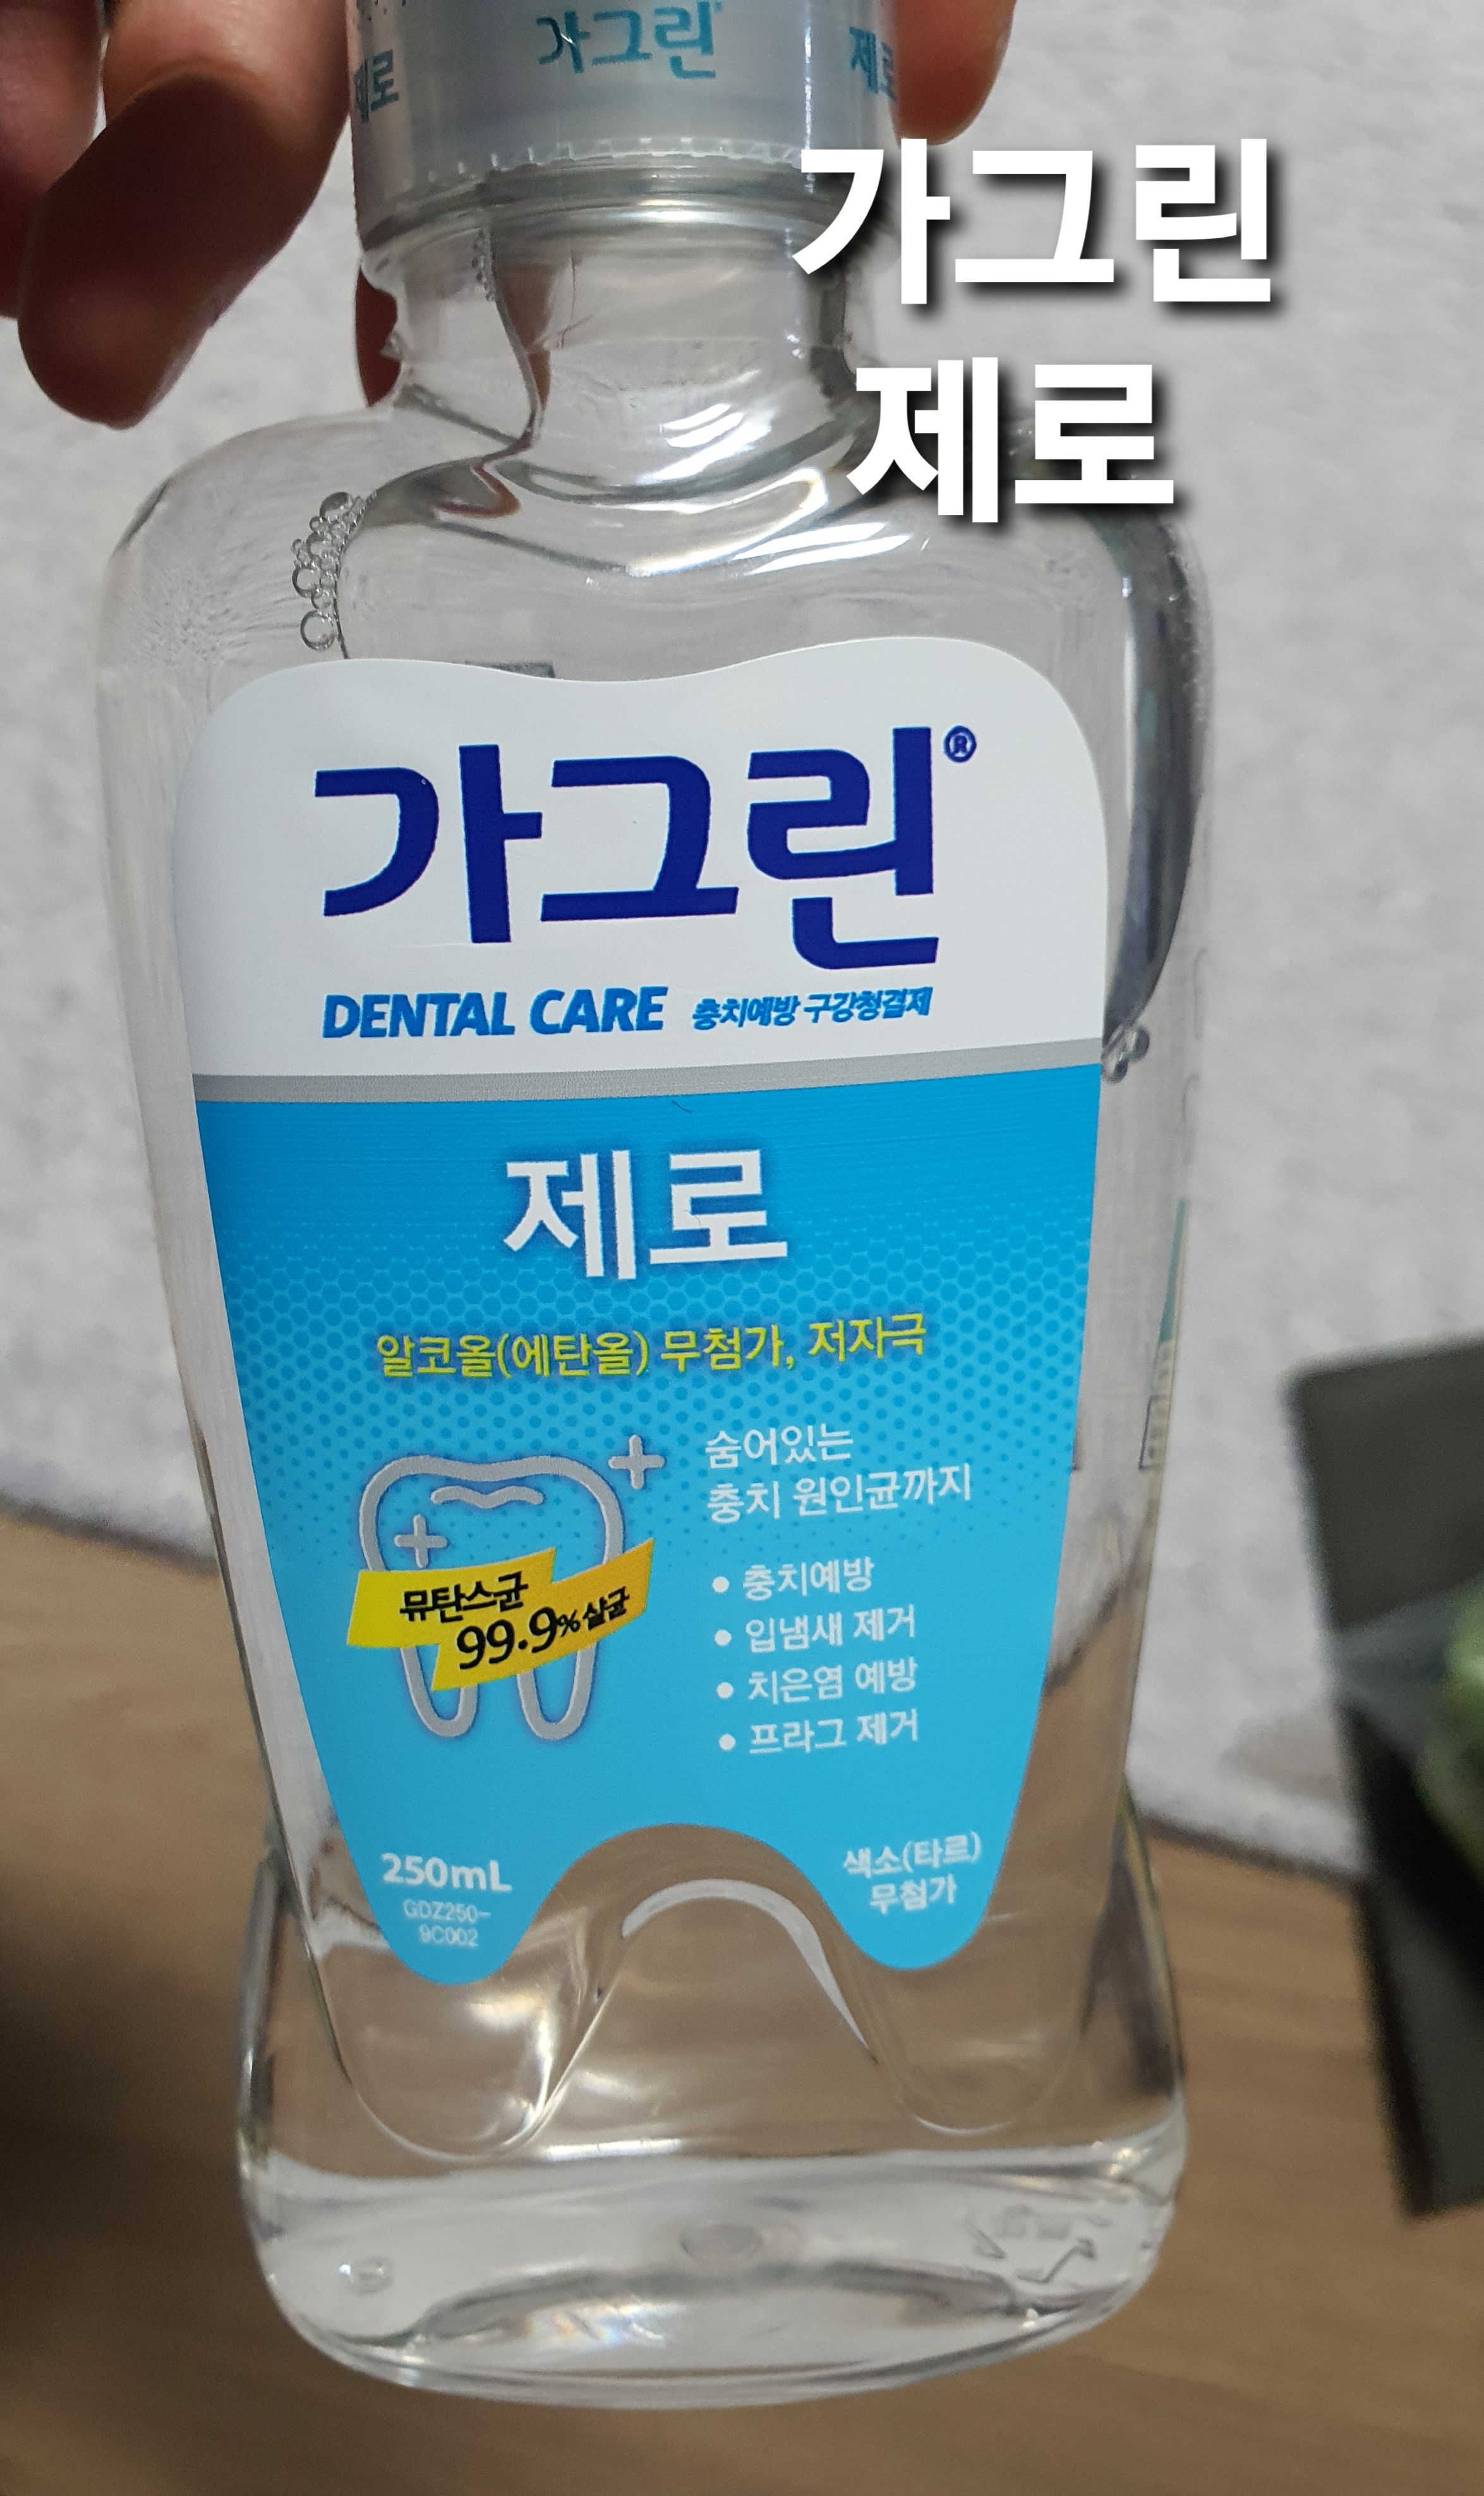 제로 가그린 제로
가그린
제로
가그린®
DENTAL CARE 충치예방 구강청결제
제로
알코올(에탄올) 무첨가, 저자극
숨어있는
충치 원인균까지
뮤탄스균
99.9% 살균
• 충치예방
• 입냄새 제거
• 치은염 예방
• 프라그 제거
250mL
GDZ250-
9C002
색소(타르)
무첨가